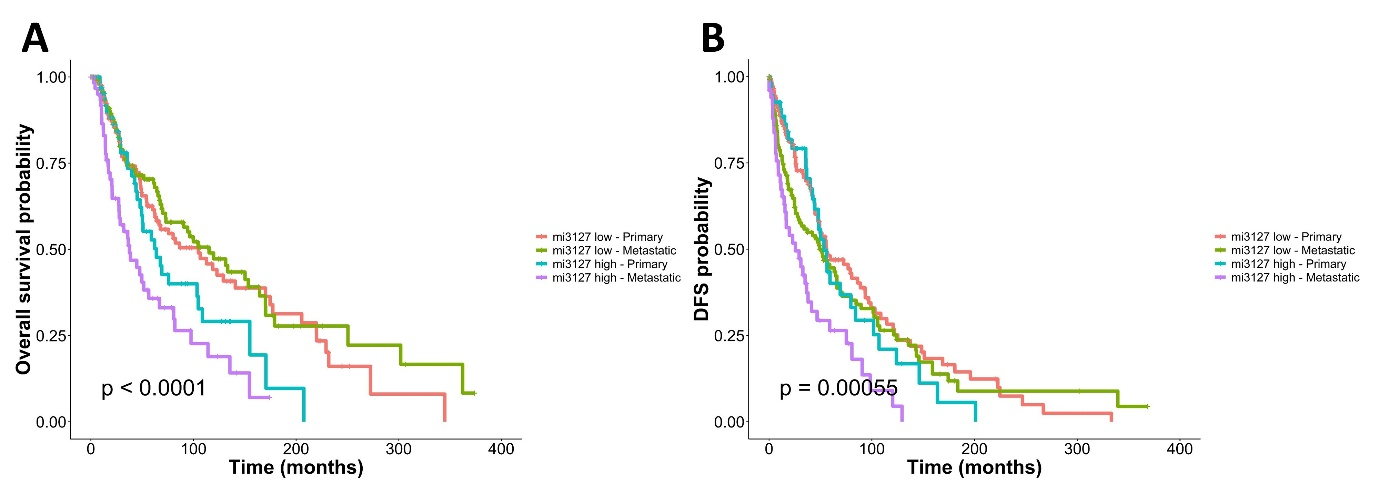 A
Overall survival probability
1.00
0.75
0.50
0.25
0.00
p < 0.0001
0 100 200 300 400
Time (months)
mi3127 low - Primary
mi3127 low - Metastatic
mi3127 high - Primary
mi3127 high - Metastatic
B
DFS probability
1.00
0.75
0.50
0.25
0.00
p = 0.00055
0 100 200 300 400
Time (months)
mi3127 low - Primary
mi3127 low - Metastatic
mi3127 high - Primary
mi3127 high - Metastatic